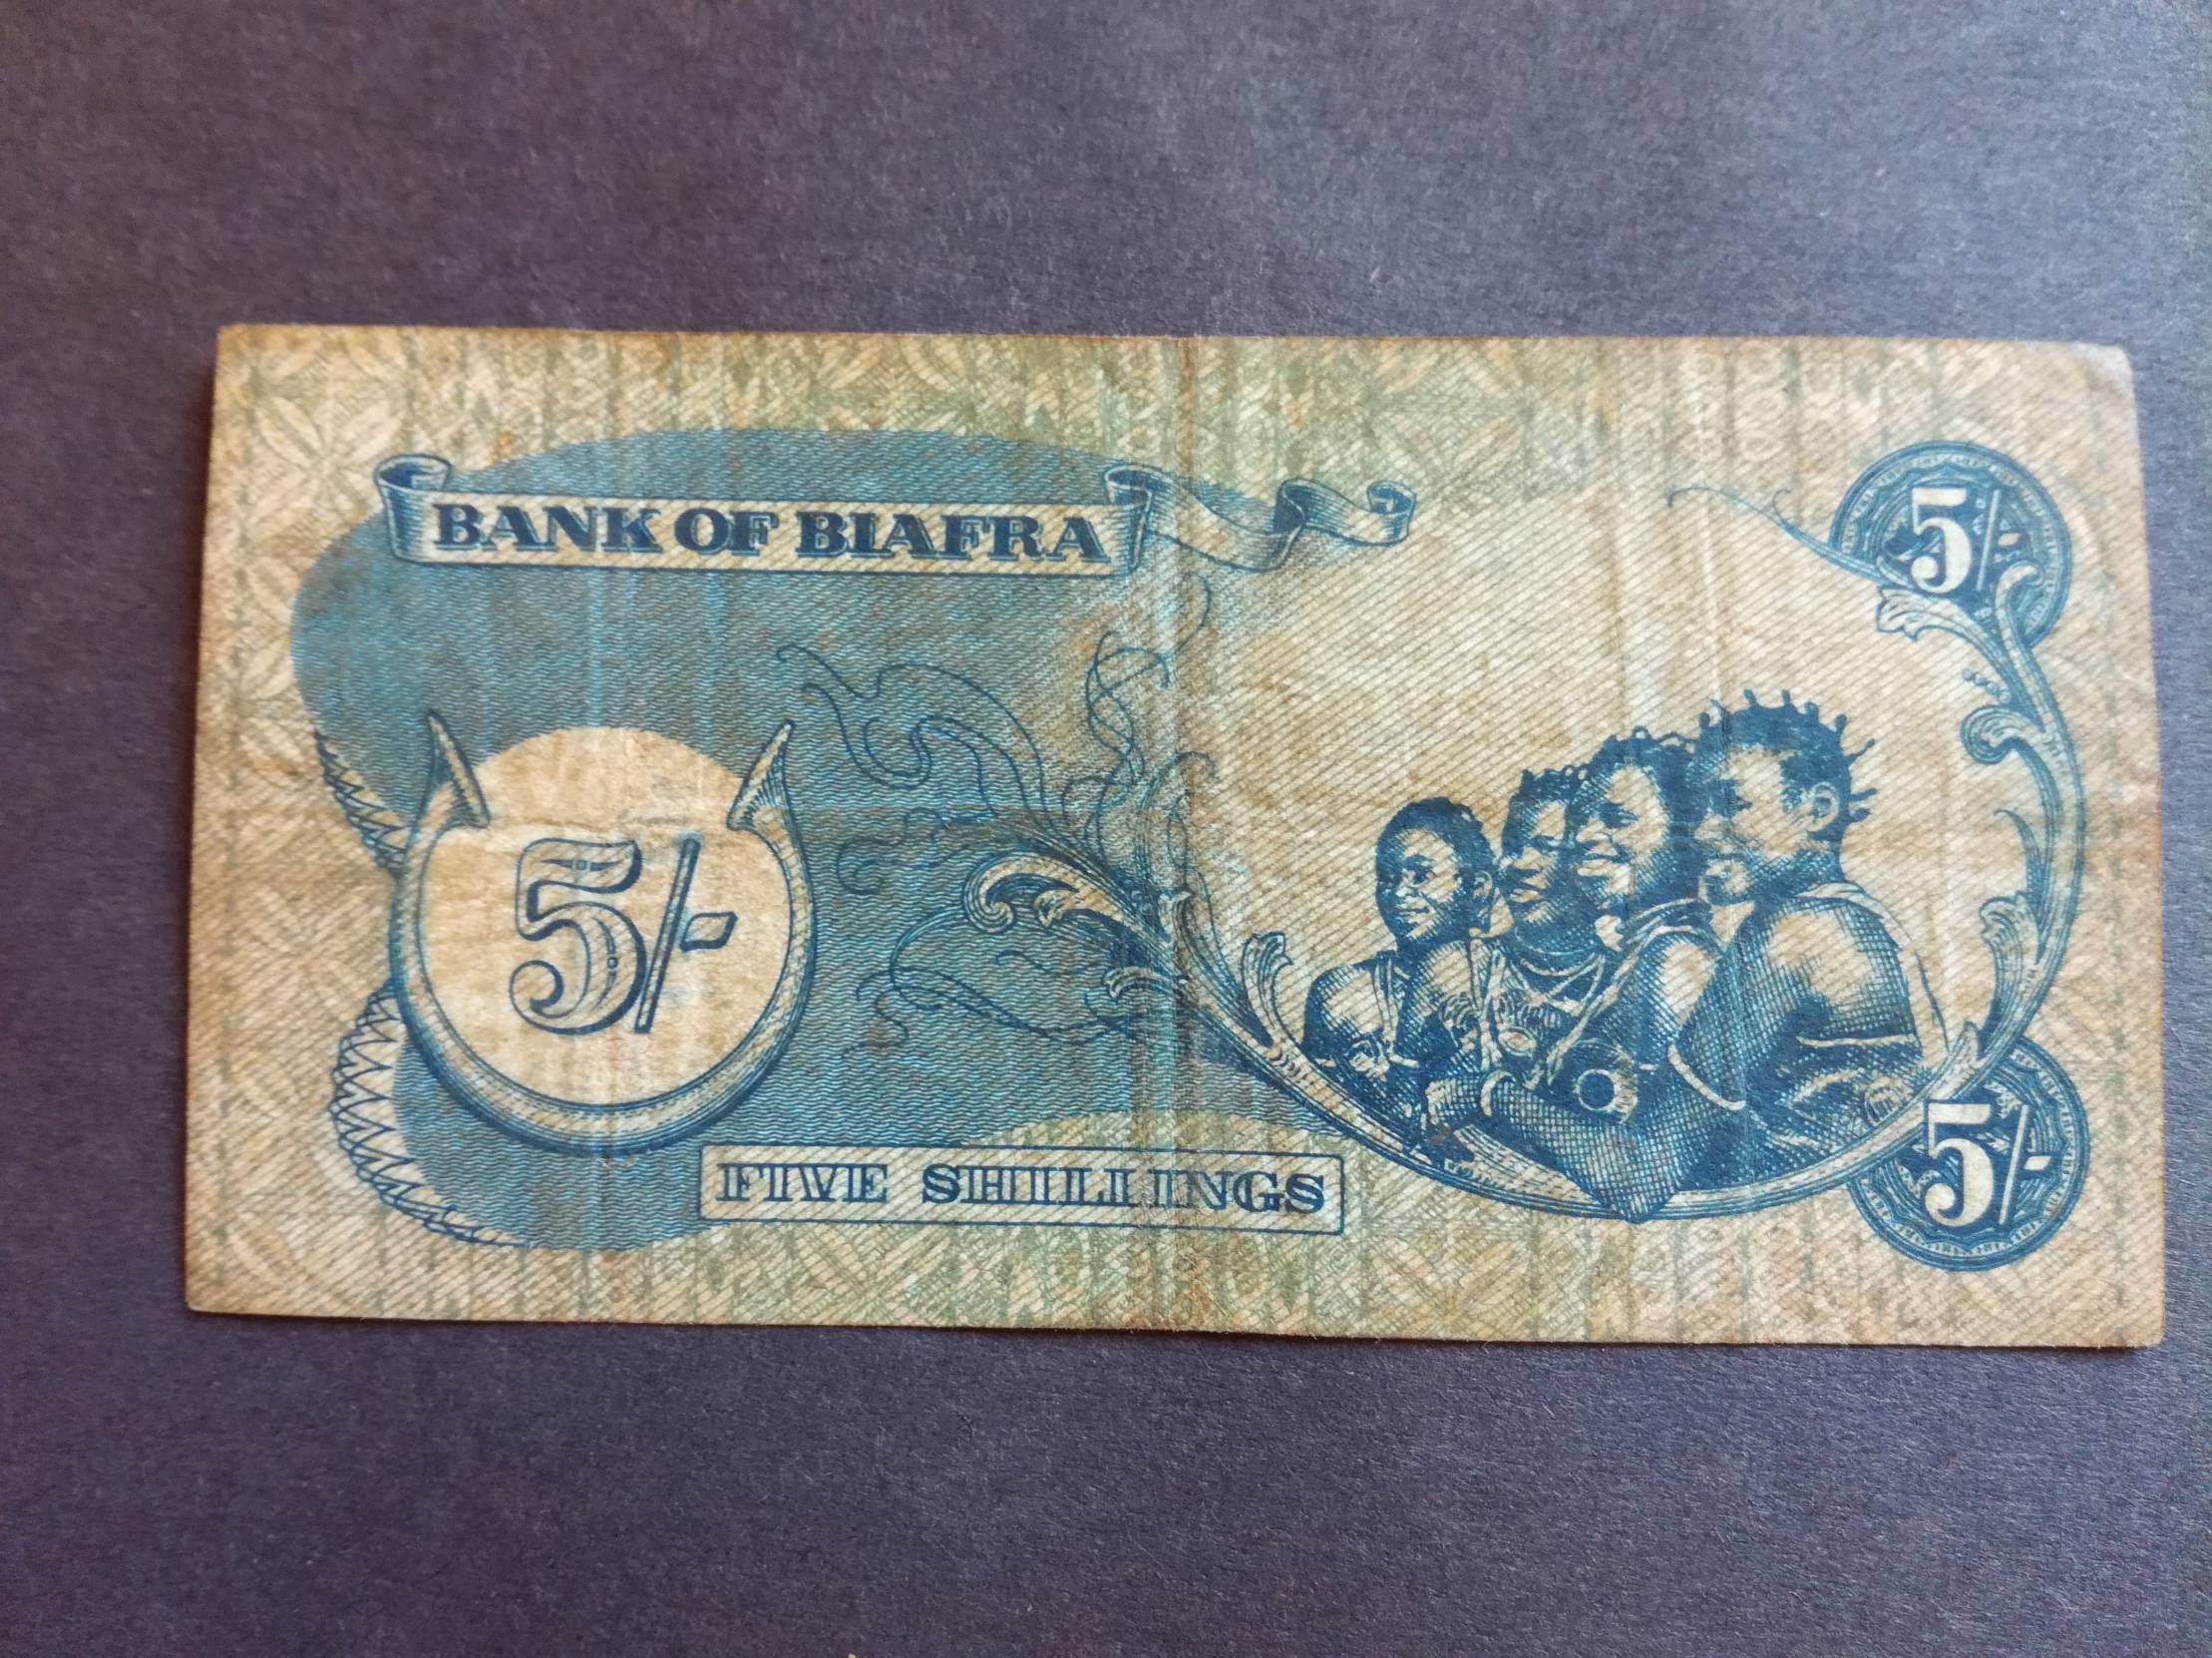 BANK OF BIAFRA
5/-
5/-
FIVE SHILLINGS
5/-